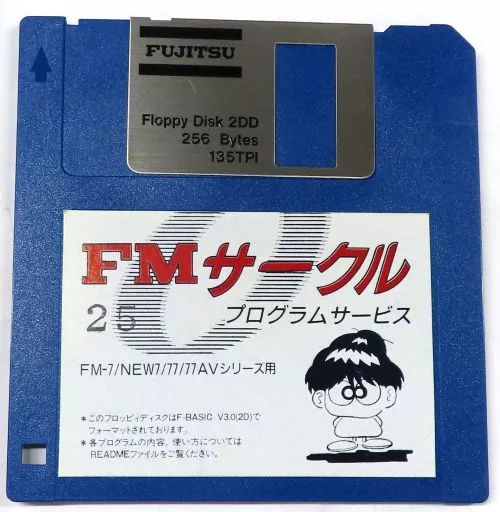 FUJITSU
Floppy Disk 2DD
256 Bytes
135TPI
FMサークル
25
プログラムサービス
FM-7/NEW7/77/77AVシリーズ用
*このフロッピィディスクはF-BASIC V3.0(2D)で
フォーマットされております。
*各プログラムの内容、使い方については
READMEファイルをご覧ください。